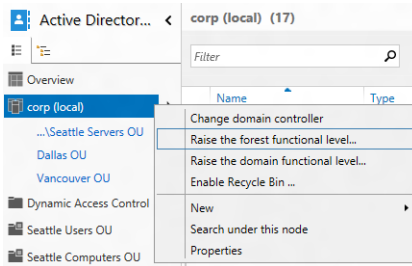 Active Director...
corp (local) (17)
Filter
Overview
Name
Type
corp (local)
Change domain controller
...\Seattle Servers OU
Raise the forest functional level...
Dallas OU
Raise the domain functional level...
Vancouver OU
Enable Recycle Bin ...
Dynamic Access Control
New
Seattle Users OU
Search under this node
Seattle Computers OU
Properties